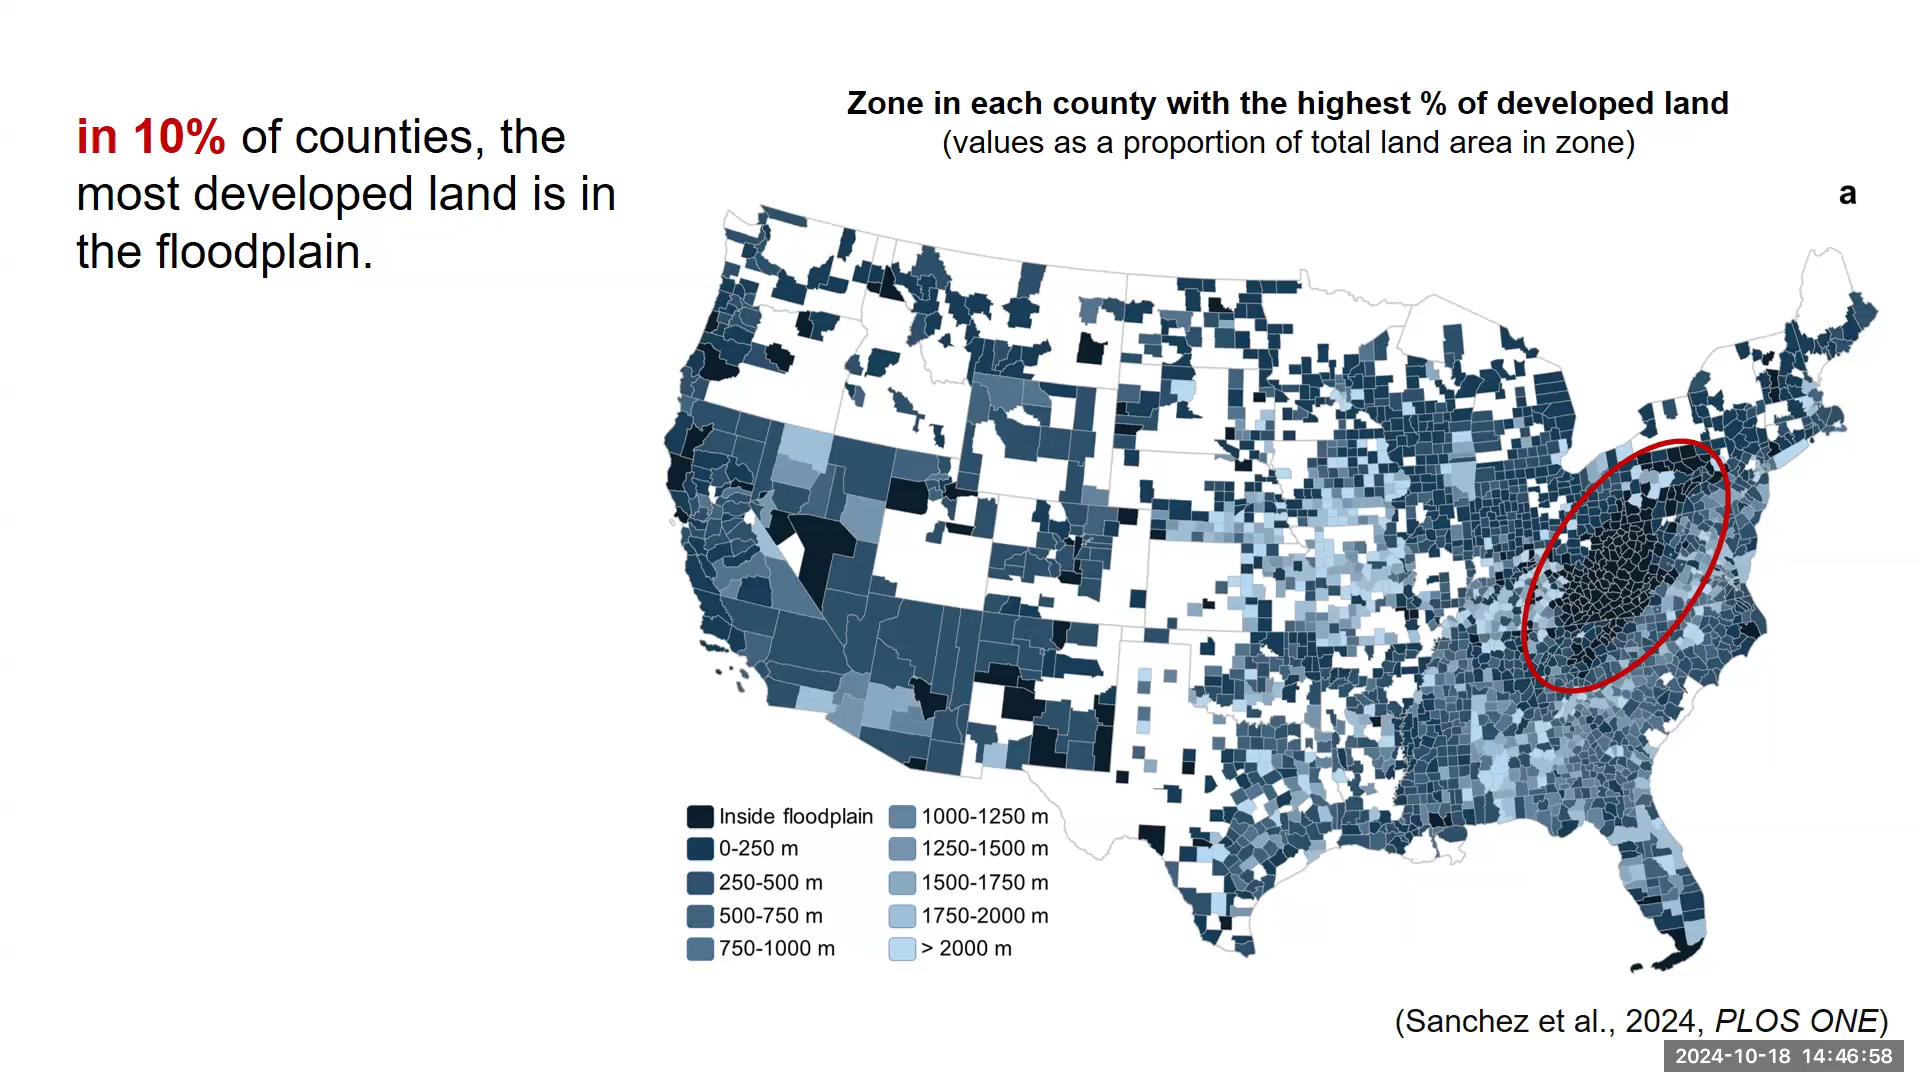 in 10% of counties, the
most developed land is in
the floodplain.
Zone in each county with the highest % of developed land
(values as a proportion of total land area in zone)
a
Inside floodplain
0-250 m
250-500 m
500-750 m
750-1000 m
1000-1250 m
1250-1500 m
1500-1750 m
1750-2000 m
> 2000 m
(Sanchez et al., 2024, PLOS ONE)
2024-10-18 14:46:58